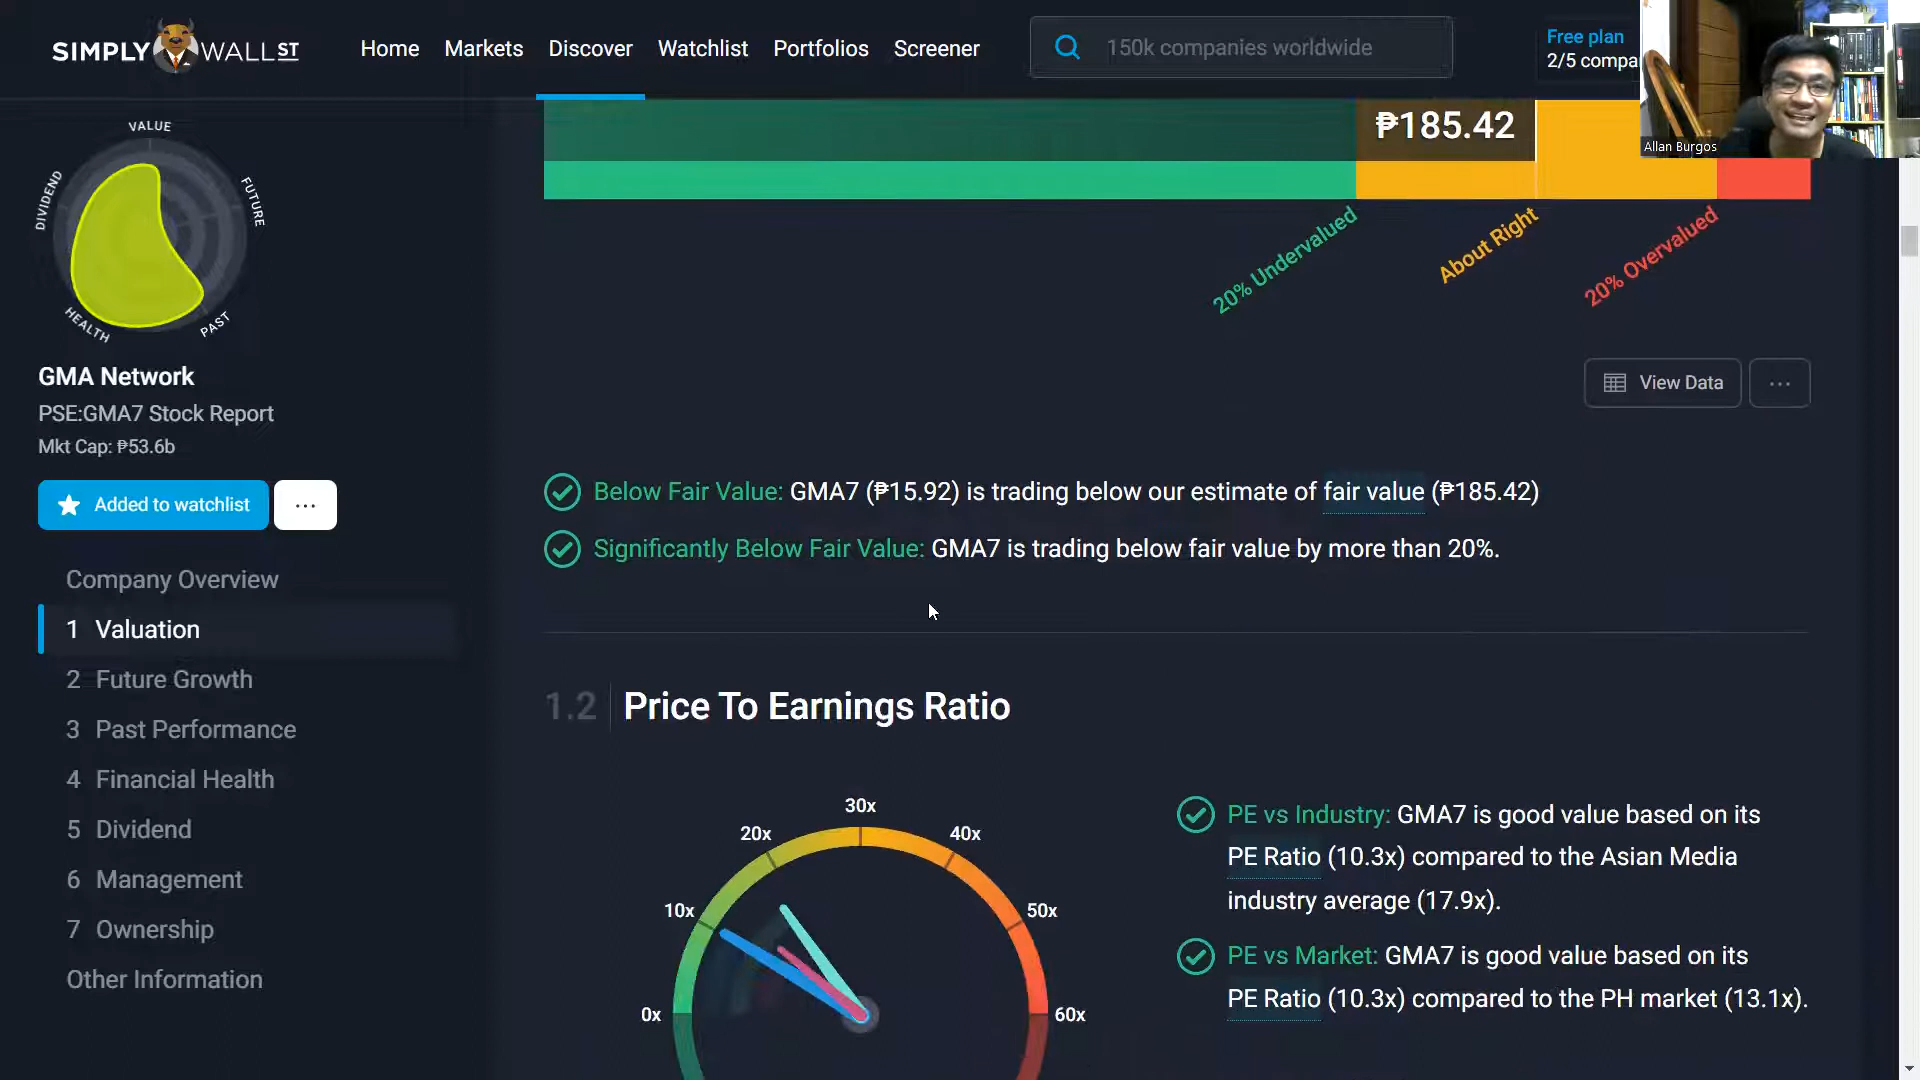 SIMPLY WALL ST
Home Markets Discover Watchlist Portfolios Screener
150k companies worldwide
Free plan
2/5 compa
Allan Burgos
₱185.42
20% Undervalued
About Right
20% Overvalued
VALUE
FUTURE
PAST
HEALTH
DIVIDEND
GMA Network
PSE:GMA7 Stock Report
Mkt Cap: ₱53.6b
Added to watchlist
...
Company Overview
1 Valuation
2 Future Growth
3 Past Performance
4 Financial Health
5 Dividend
6 Management
7 Ownership
Other Information
View Data
...
Below Fair Value: GMA7 (₱15.92) is trading below our estimate of fair value (₱185.42)
Significantly Below Fair Value: GMA7 is trading below fair value by more than 20%.
1.2 Price To Earnings Ratio
0x
10x
20x
30x
40x
50x
60x
PE vs Industry: GMA7 is good value based on its
PE Ratio (10.3x) compared to the Asian Media
industry average (17.9x).
PE vs Market: GMA7 is good value based on its
PE Ratio (10.3x) compared to the PH market (13.1x).